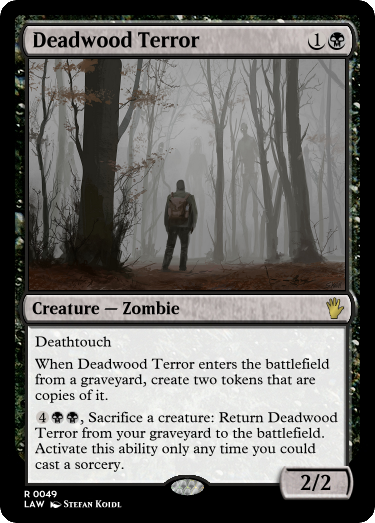 Deadwood Terror 1
Creature — Zombie
Deathtouch
When Deadwood Terror enters the battlefield
from a graveyard, create two tokens that are
copies of it.
4, Sacrifice a creature: Return Deadwood
Terror from your graveyard to the battlefield.
Activate this ability only any time you could
cast a sorcery.
2/2
R 0049
LAW Stefan Koidl